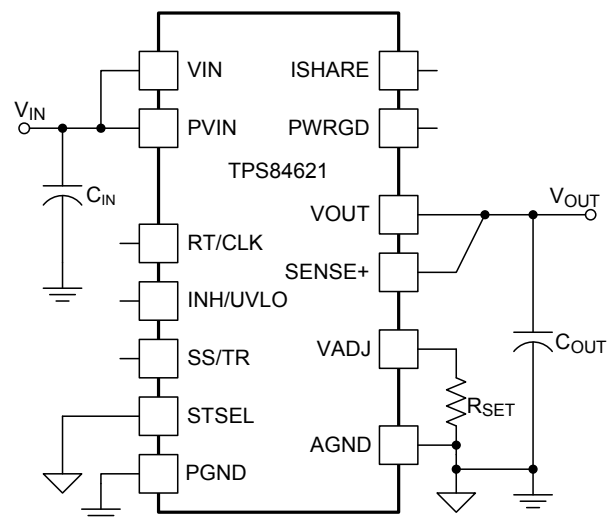 VIN
ISHARE
V_IN
PVIN
PWRGD
TPS84621
C_IN
VOUT
V_OUT
RT/CLK
SENSE+
INH/UVLO
VADJ
C_OUT
SS/TR
R_SET
STSEL
AGND
PGND